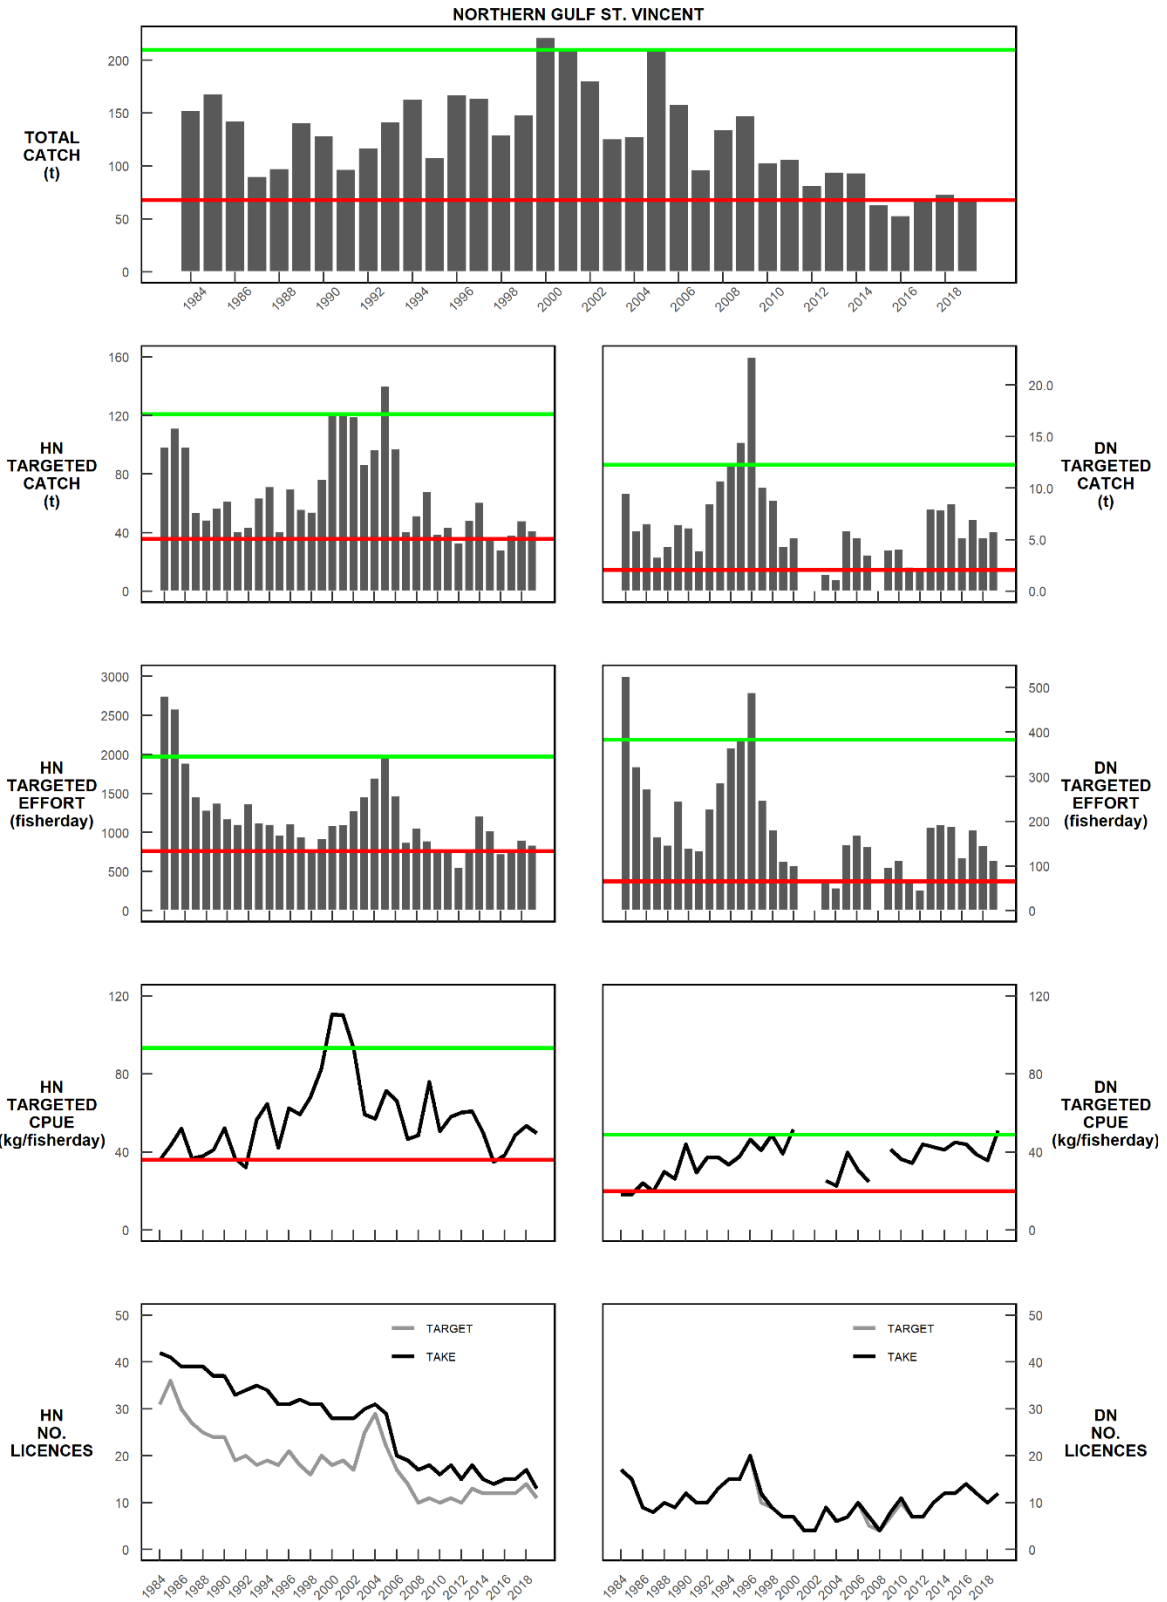 NORTHERN GULF ST. VINCENT
TOTAL
CATCH
(t)
200
150
100
50
0
1984 1986 1988 1990 1992 1994 1996 1998 2000 2002 2004 2006 2008 2010 2012 2014 2016 2018
HN
TARGETED
CATCH
(t)
160
120
80
40
0
20.0
15.0
10.0
5.0
0.0
DN
TARGETED
CATCH
(t)
HN
TARGETED
EFFORT
(fisherday)
3000
2500
2000
1500
1000
500
0
500
400
300
200
100
0
DN
TARGETED
EFFORT
(fisherday)
HN
TARGETED
CPUE
(kg/fisherday)
120
80
40
0
120
80
40
0
DN
TARGETED
CPUE
(kg/fisherday)
HN
NO.
LICENCES
50
40
30
20
10
0
TARGET
TAKE
1984 1986 1988 1990 1992 1994 1996 1998 2000 2002 2004 2006 2008 2010 2012 2014 2016 2018
TARGET
TAKE
50
40
30
20
10
0
DN
NO.
LICENCES
1984 1986 1988 1990 1992 1994 1996 1998 2000 2002 2004 2006 2008 2010 2012 2014 2016 2018